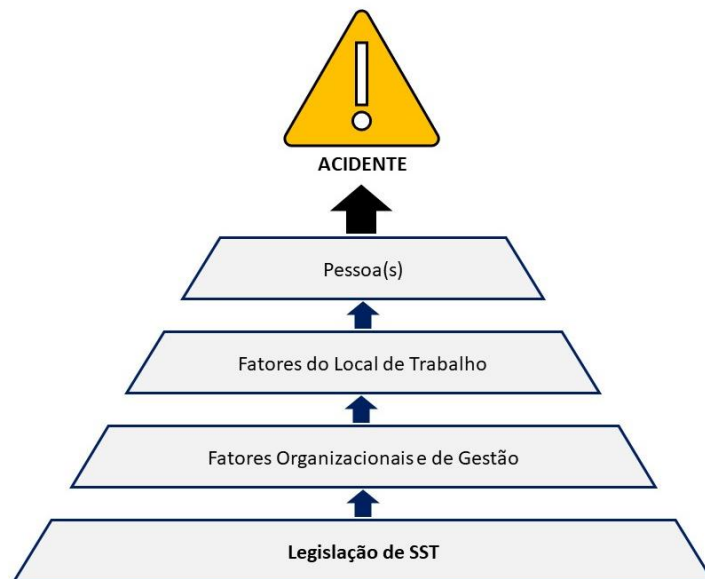 ACIDENTE
Pessoa(s)
Fatores do Local de Trabalho
Fatores Organizacionais e de Gestão
Legislação de SST